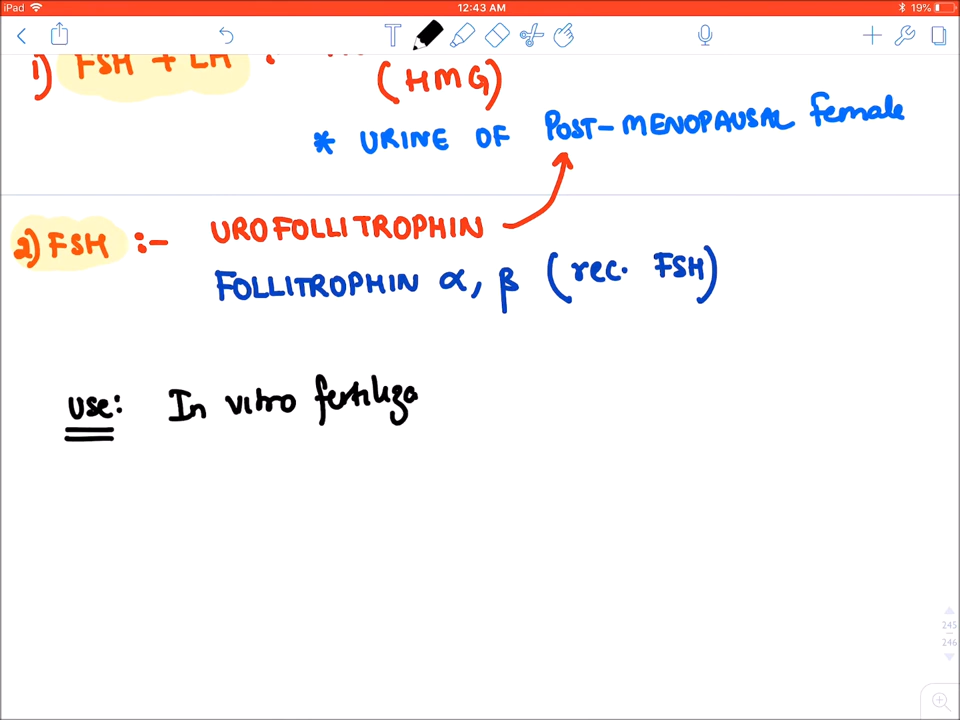 iPad 12:43 AM 19%
1) FSH + LH :
(HMG)
* URINE OF POST-MENOPAUSAL female
2) FSH :- UROFOLLITROPHIN
FOLLITROPHIN α, β (rec. FSH)
use: In vitro fertiliza
245
246